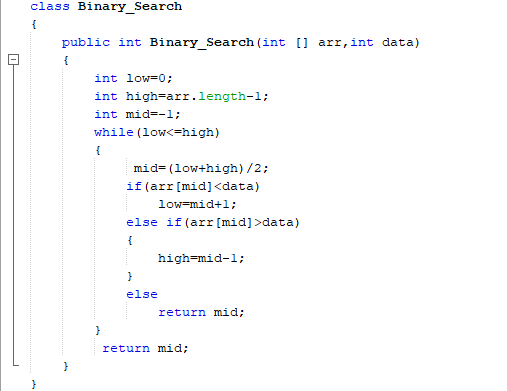 class Binary_Search
{
    public int Binary_Search(int [] arr,int data)
    {
        int low=0;
        int high=arr.length-1;
        int mid=-1;
        while(low<=high)
        {
             mid=(low+high)/2;
            if(arr[mid]<data)
                low=mid+1;
            else if(arr[mid]>data)
            {
                high=mid-1;
            }
            else
                return mid;
        }
         return mid;
    }
}